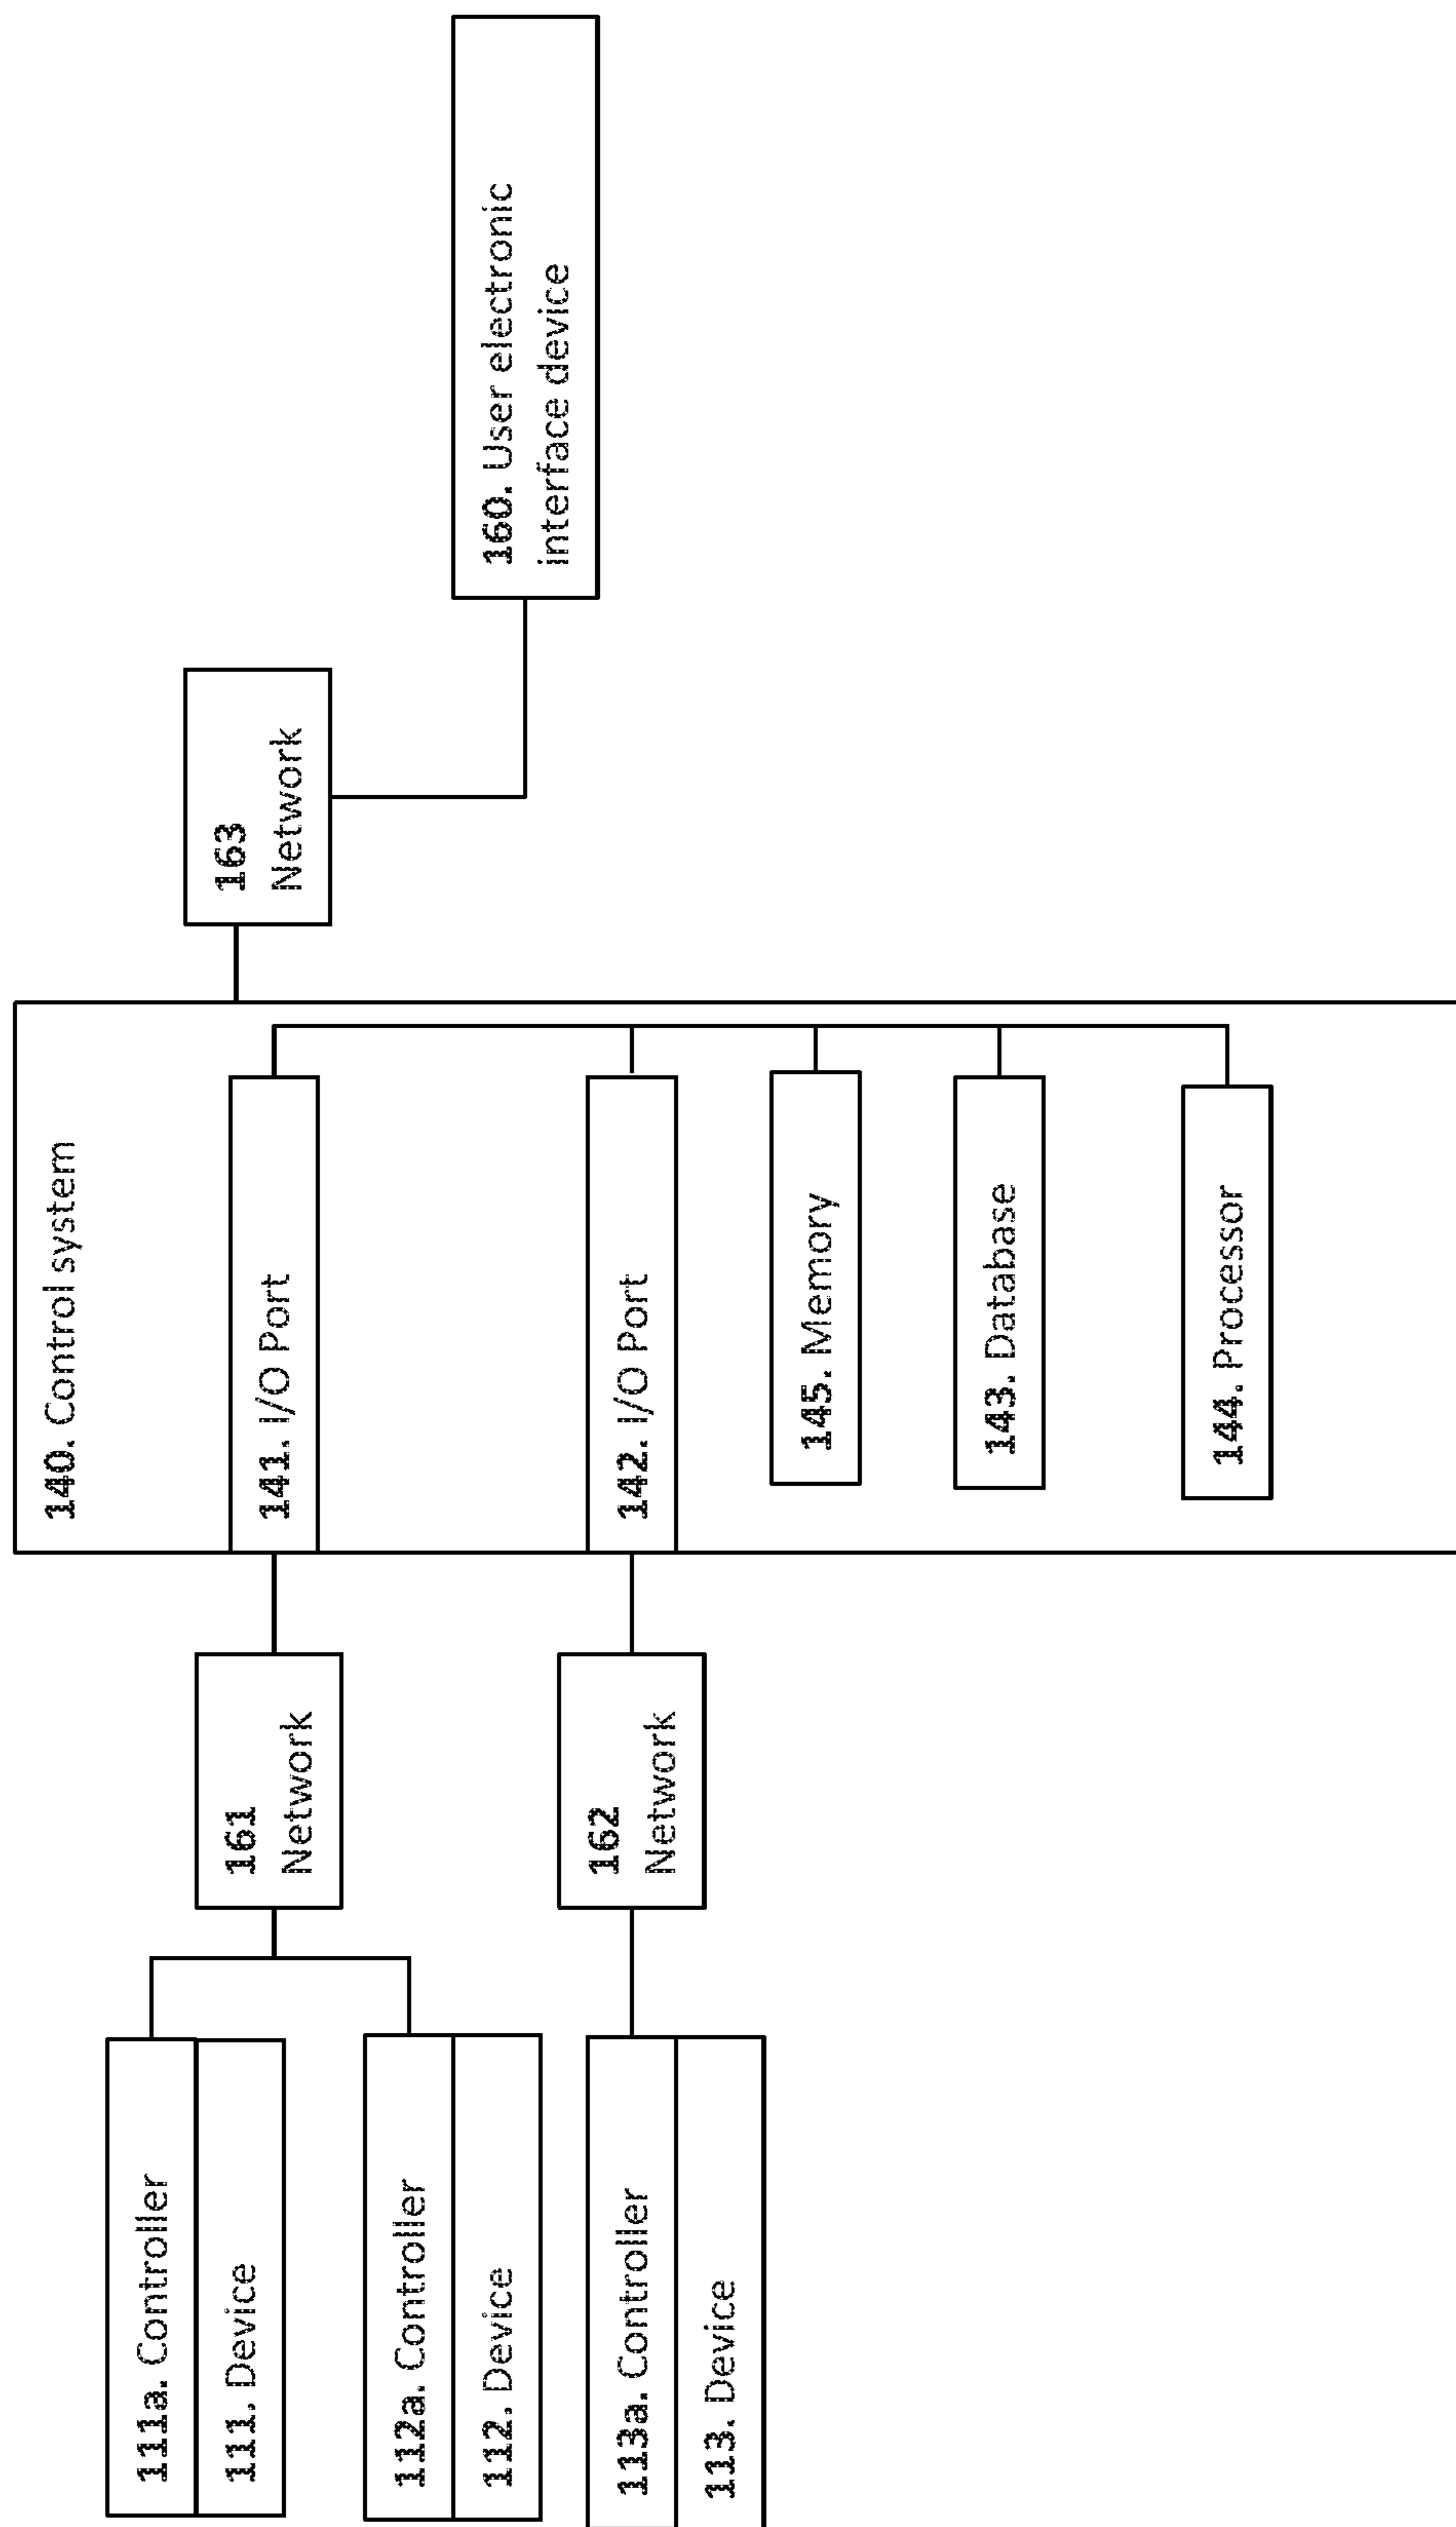 111a. Controller
111. Device
112a. Controller
112. Device
113a. Controller
113. Device
161
Network
162
Network
140. Control system
141. I/O Port
142. I/O Port
145. Memory
143. Database
144. Processor
163
Network
160. User electronic
interface device